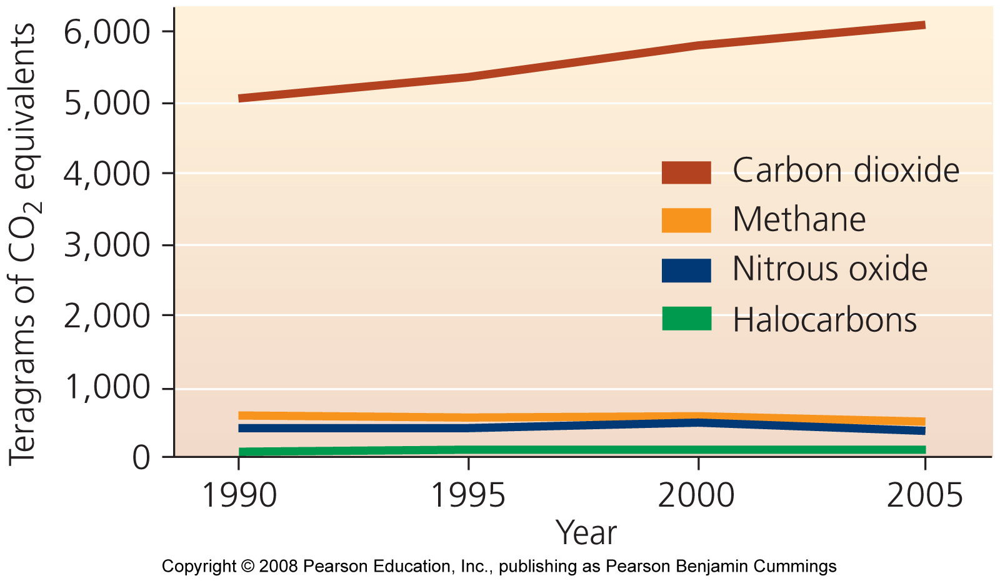 Teragrams of CO₂ equivalents
6,000
5,000
4,000
3,000
2,000
1,000
0
Carbon dioxide
Methane
Nitrous oxide
Halocarbons
1990 1995 2000 2005
Year
Copyright © 2008 Pearson Education, Inc., publishing as Pearson Benjamin Cummings